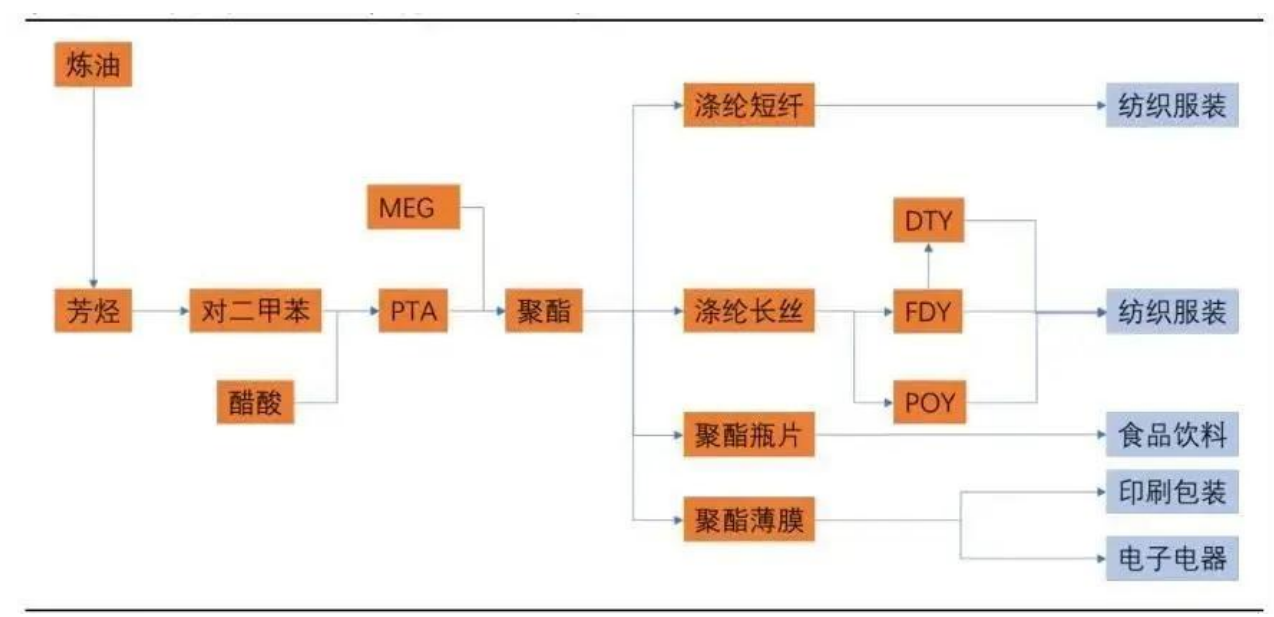 炼油
涤纶短纤
纺织服装
MEG
DTY
芳烃
对二甲苯
PTA
聚酯
涤纶长丝
FDY
纺织服装
醋酸
POY
聚酯瓶片
食品饮料
聚酯薄膜
印刷包装
电子电器